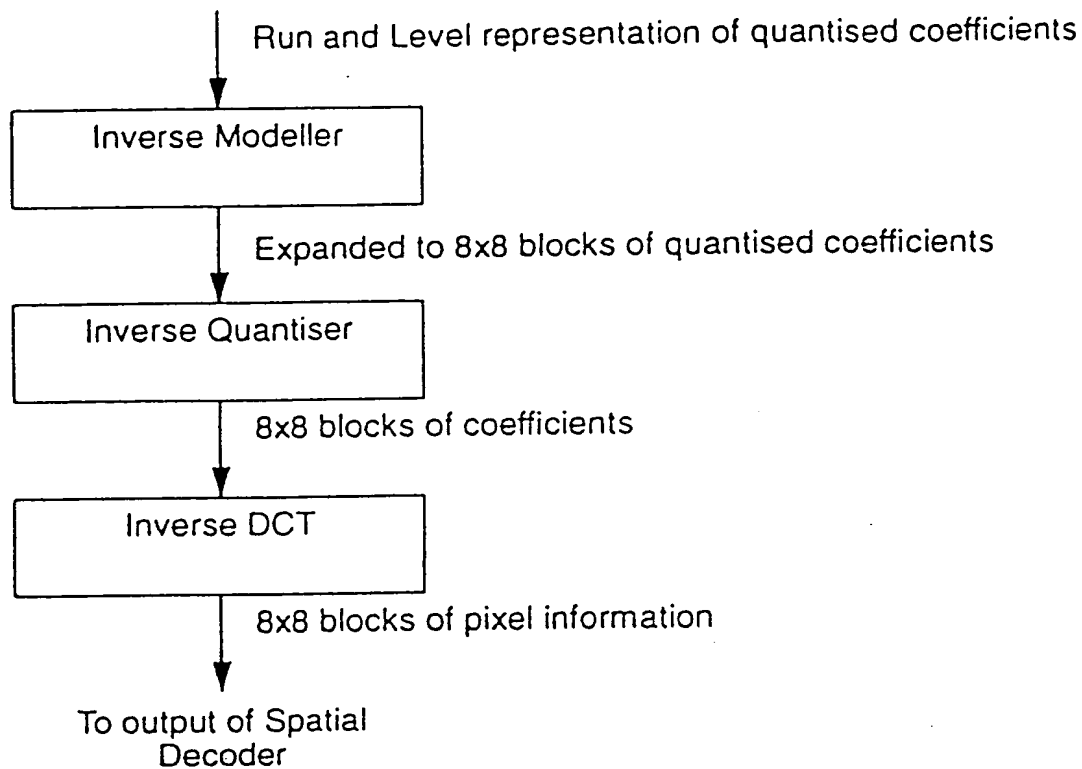 Run and Level representation of quantised coefficients
Inverse Modeller
Expanded to 8x8 blocks of quantised coefficients
Inverse Quantiser
8x8 blocks of coefficients
Inverse DCT
8x8 blocks of pixel information
To output of Spatial
Decoder